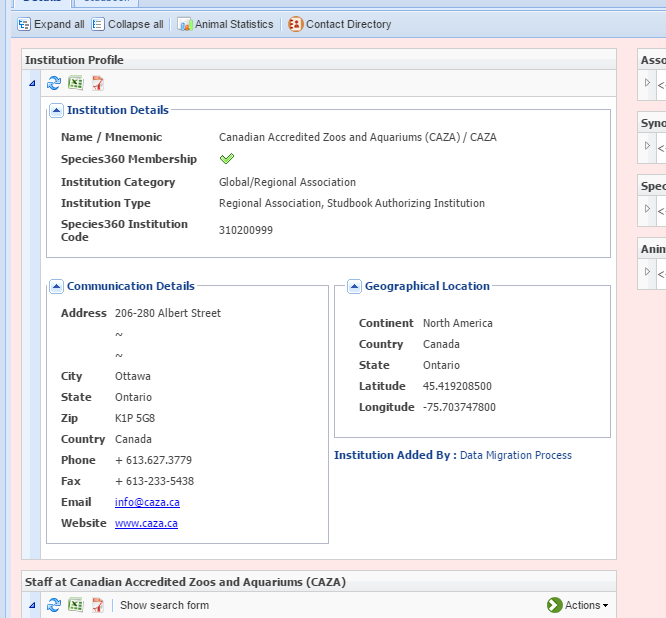 Details Studbook
Expand all Collapse all Animal Statistics Contact Directory
Institution Profile
Institution Details
Name / Mnemonic Canadian Accredited Zoos and Aquariums (CAZA) / CAZA
Species360 Membership
Institution Category Global/Regional Association
Institution Type Regional Association, Studbook Authorizing Institution
Species360 Institution
Code 310200999
Communication Details
Address 206-280 Albert Street
~
~
City Ottawa
State Ontario
Zip K1P 5G8
Country Canada
Phone + 613.627.3779
Fax + 613-233-5438
Email info@caza.ca
Website www.caza.ca
Geographical Location
Continent North America
Country Canada
State Ontario
Latitude 45.419208500
Longitude -75.703747800
Institution Added By : Data Migration Process
Staff at Canadian Accredited Zoos and Aquariums (CAZA)
Show search form Actions
Asso
<
Syno
<
Spec
<
Anim
<